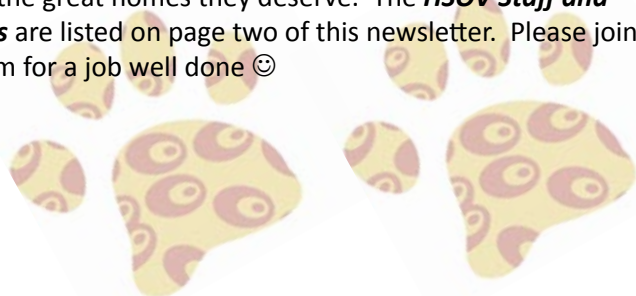 the great homes they deserve! The HSOV Staff and
s are listed on page two of this newsletter. Please join
m for a job well done ☺